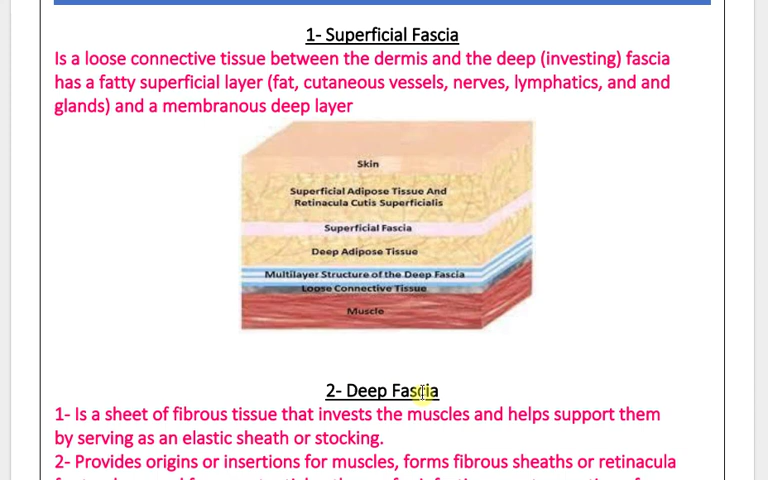 1- Superficial Fascia
Is a loose connective tissue between the dermis and the deep (investing) fascia
has a fatty superficial layer (fat, cutaneous vessels, nerves, lymphatics, and and
glands) and a membranous deep layer
Skin
Superficial Adipose Tissue And
Retinacula Cutis Superficialis
Superficial Fascia
Deep Adipose Tissue
Multilayer Structure of the Deep Fascia
Loose Connective Tissue
Muscle
2- Deep Fascia
1- Is a sheet of fibrous tissue that invests the muscles and helps support them
by serving as an elastic sheath or stocking.
2- Provides origins or insertions for muscles, forms fibrous sheaths or retinacula